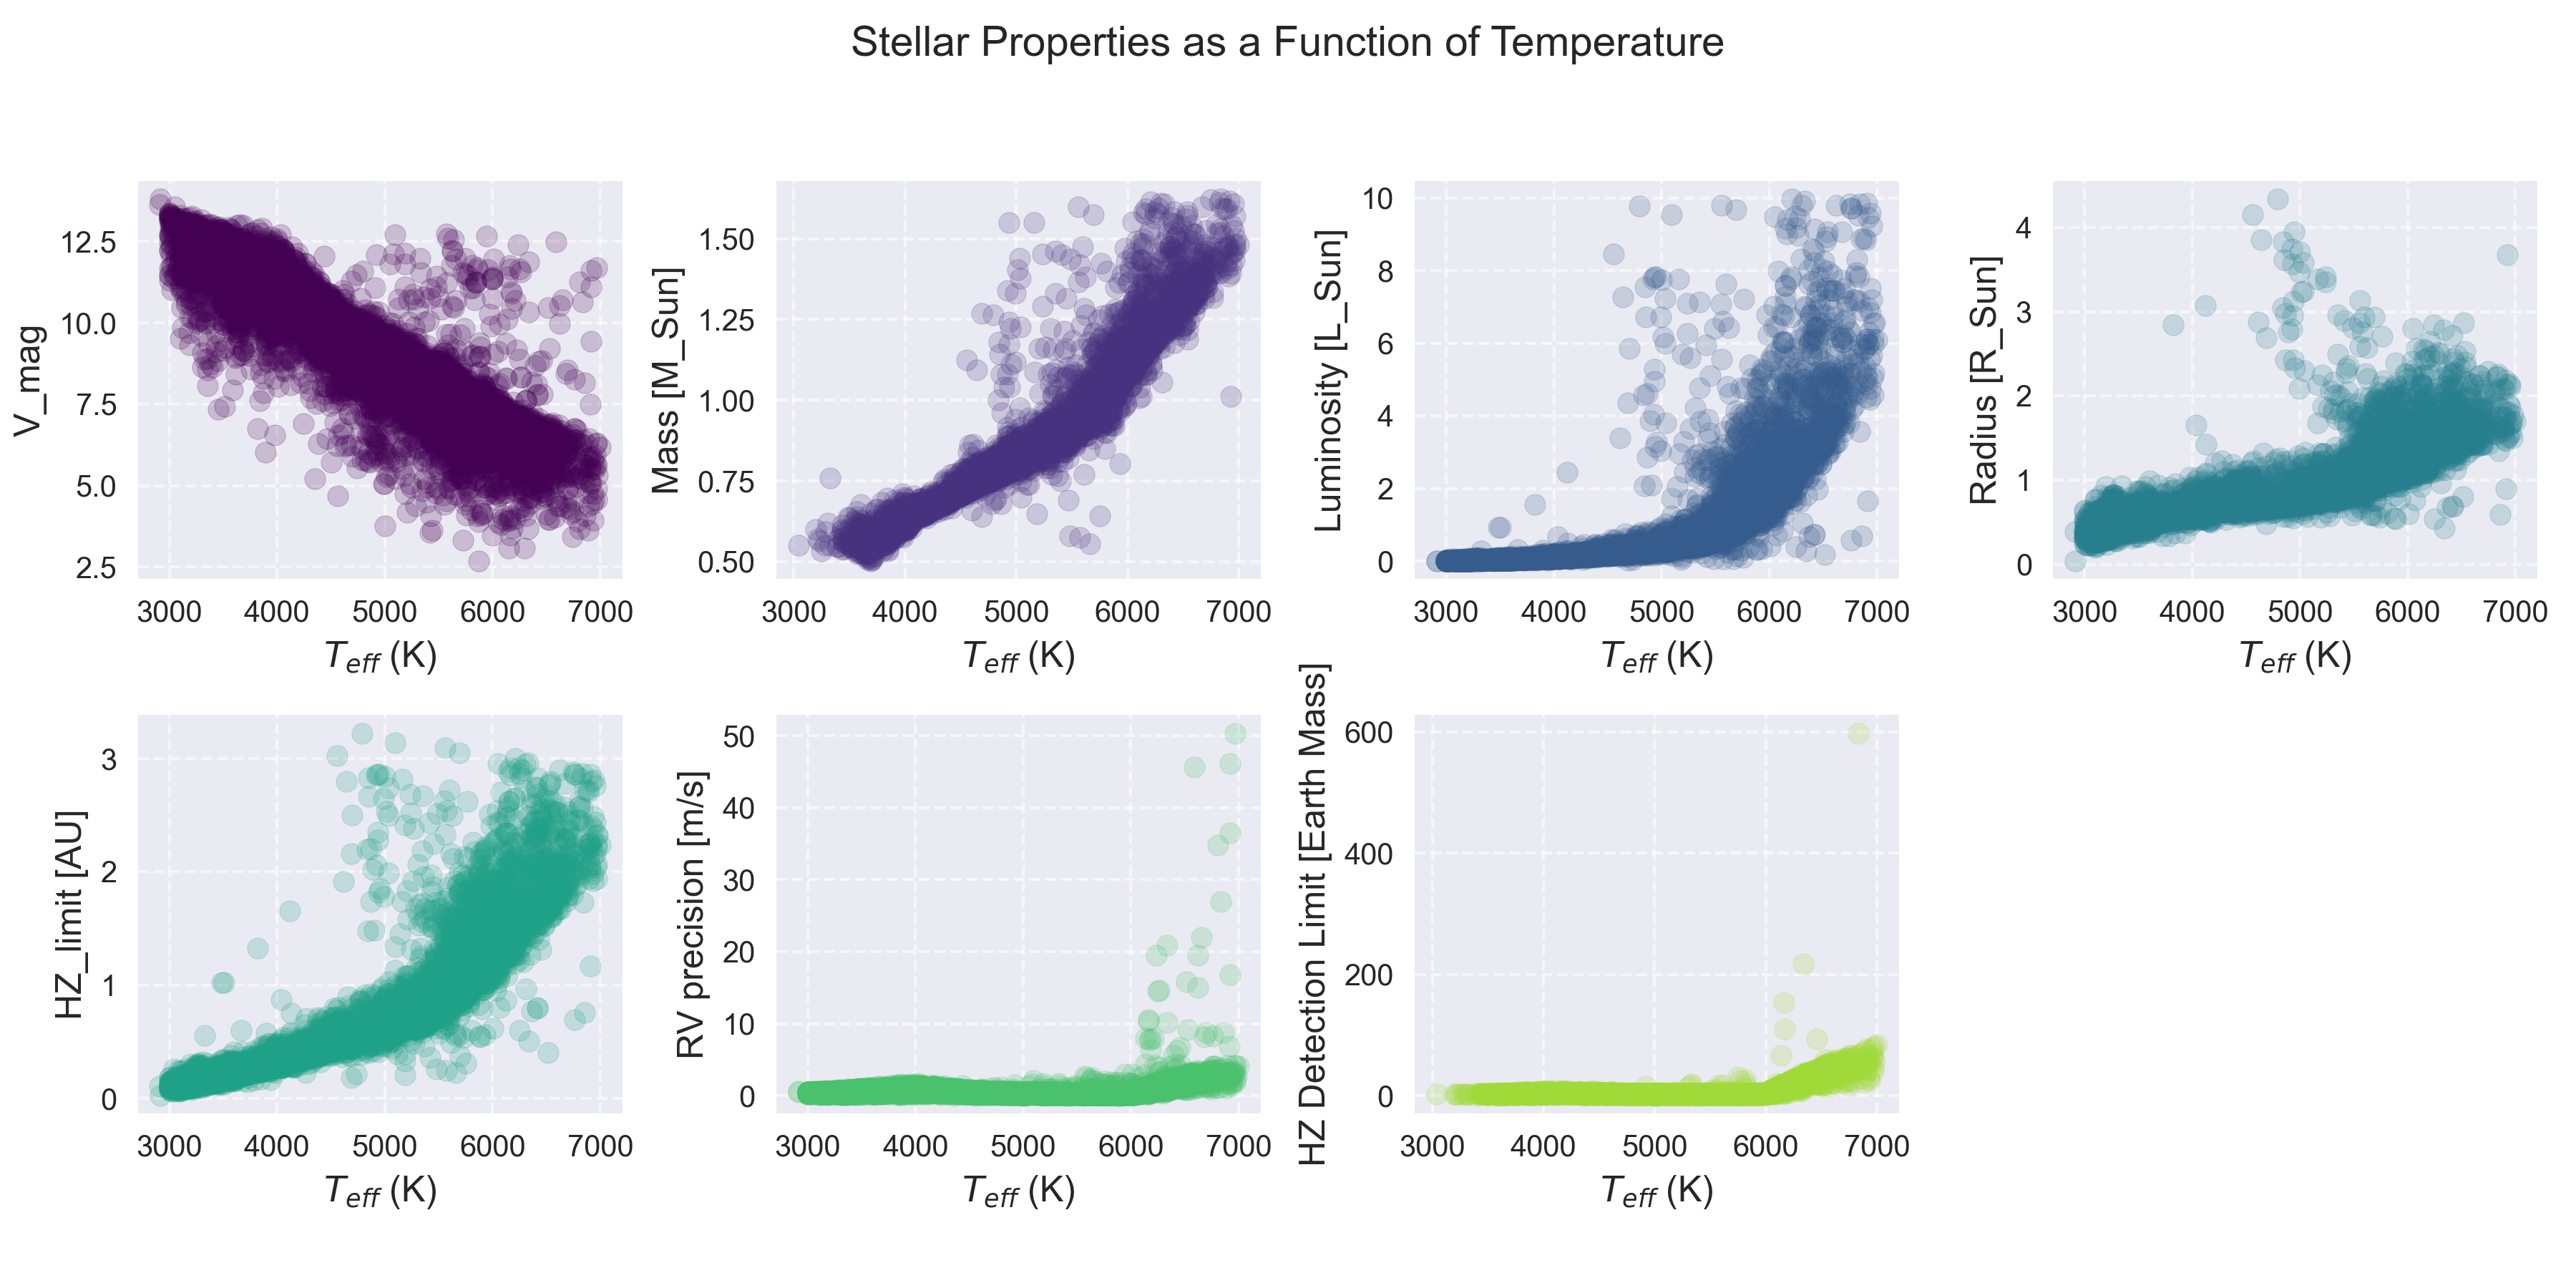 Stellar Properties as a Function of Temperature
V_mag
12.5
10.0
7.5
5.0
2.5
3000 4000 5000 6000 7000
T_eff (K)
Mass [M_Sun]
1.50
1.25
1.00
0.75
0.50
3000 4000 5000 6000 7000
T_eff (K)
Luminosity [L_Sun]
10
8
6
4
2
0
3000 4000 5000 6000 7000
T_eff (K)
Radius [R_Sun]
4
3
2
1
0
3000 4000 5000 6000 7000
T_eff (K)
HZ_limit [AU]
3
2
1
0
3000 4000 5000 6000 7000
T_eff (K)
RV precision [m/s]
50
40
30
20
10
0
3000 4000 5000 6000 7000
T_eff (K)
HZ Detection Limit [Earth Mass]
600
400
200
0
3000 4000 5000 6000 7000
T_eff (K)